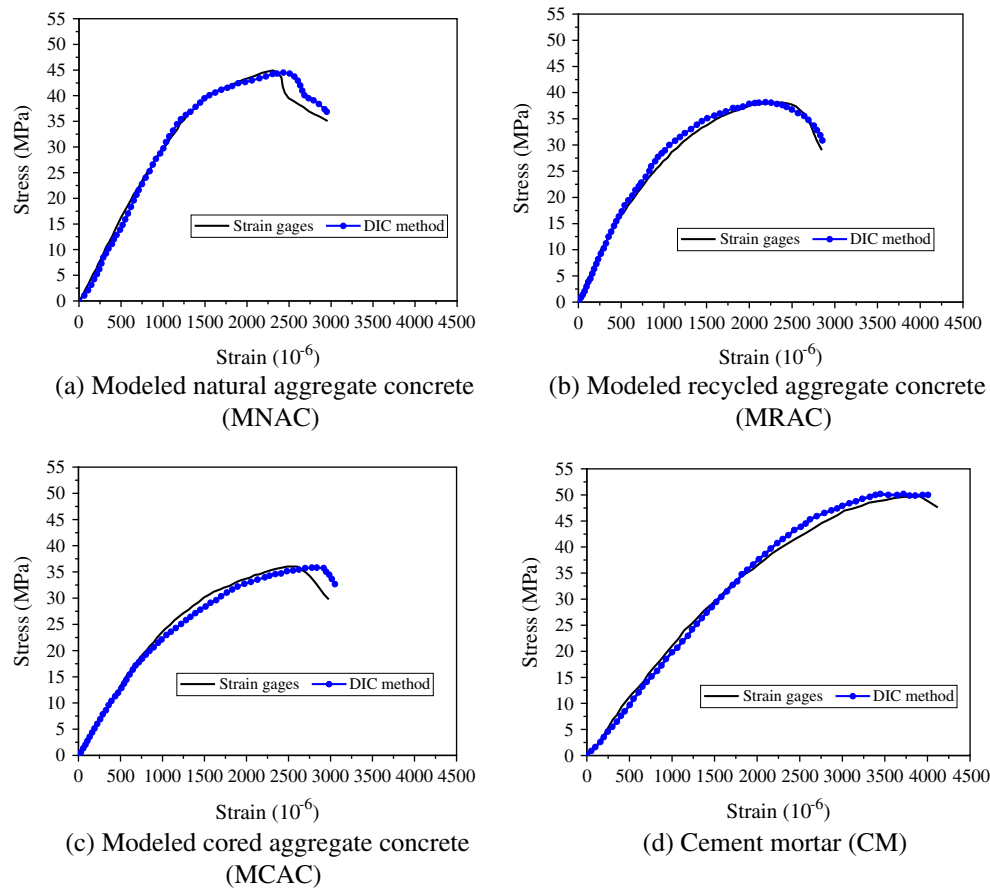 55
50
45
40
35
30
25
20
15
10
5
0
Stress (MPa)
Strain gages DIC method
0 500 1000 1500 2000 2500 3000 3500 4000 4500
Strain (10⁻⁶)
(a) Modeled natural aggregate concrete
(MNAC)
55
50
45
40
35
30
25
20
15
10
5
0
Stress (MPa)
Strain gages DIC method
0 500 1000 1500 2000 2500 3000 3500 4000 4500
Strain (10⁻⁶)
(b) Modeled recycled aggregate concrete
(MRAC)
55
50
45
40
35
30
25
20
15
10
5
0
Stress (MPa)
Strain gages DIC method
0 500 1000 1500 2000 2500 3000 3500 4000 4500
Strain (10⁻⁶)
(c) Modeled cored aggregate concrete
(MCAC)
55
50
45
40
35
30
25
20
15
10
5
0
Stress (MPa)
Strain gages DIC method
0 500 1000 1500 2000 2500 3000 3500 4000 4500
Strain (10⁻⁶)
(d) Cement mortar (CM)